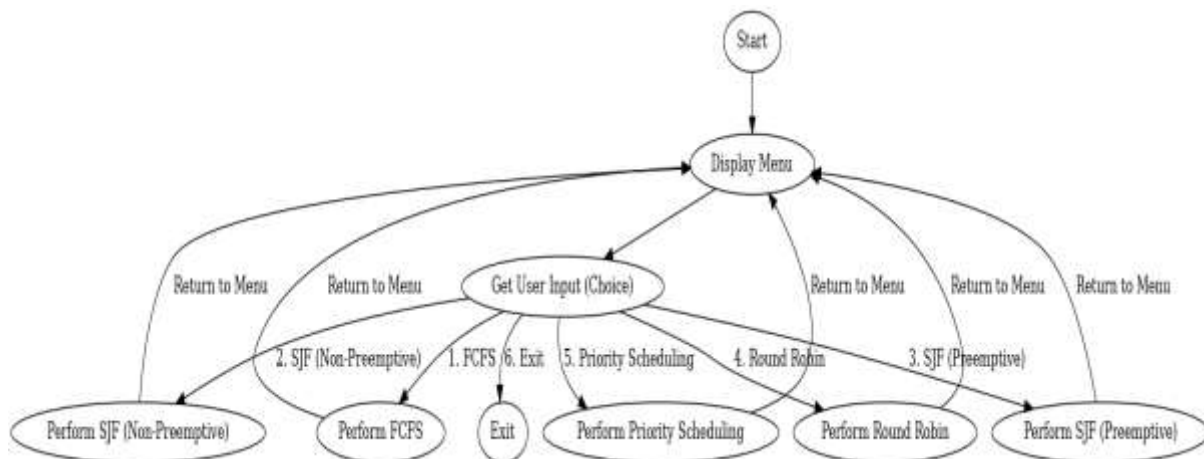 Start
Display Menu
Return to Menu
Return to Menu
Get User Input (Choice)
Return to Menu
Return to Menu
Return to Menu
2. SJF (Non-Preemptive)
1. FCFS
6. Exit
5. Priority Scheduling
4. Round Robin
3. SJF (Preemptive)
Perform SJF (Non-Preemptive)
Perform FCFS
Exit
Perform Priority Scheduling
Perform Round Robin
Perform SJF (Preemptive)